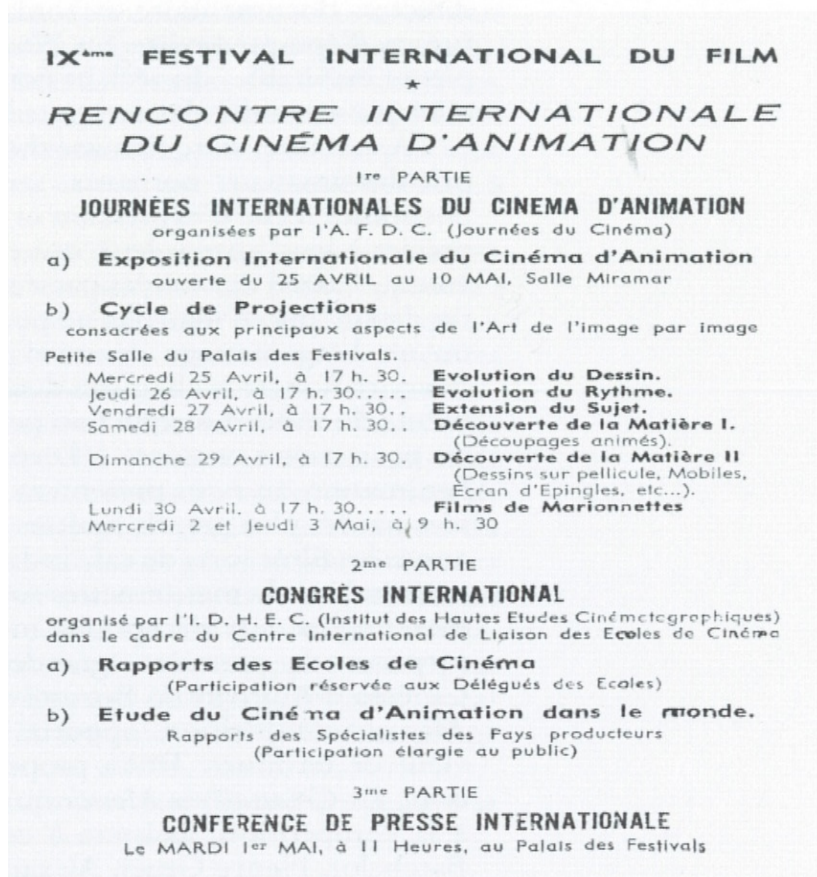 IXème FESTIVAL INTERNATIONAL DU FILM
★
RENCONTRE INTERNATIONALE
DU CINÉMA D'ANIMATION
1re PARTIE
JOURNÉES INTERNATIONALES DU CINEMA D'ANIMATION
organisées par l'A. F. D. C. (Journées du Cinéma)
a) Exposition Internationale du Cinéma d'Animation
ouverte du 25 AVRIL au 10 MAI, Salle Miramar
b) Cycle de Projections
consacrées aux principaux aspects de l'Art de l'image par image
Petite Salle du Palais des Festivals.
Mercredi 25 Avril, à 17 h. 30. Evolution du Dessin.
Jeudi 26 Avril, à 17 h. 30..... Evolution du Rythme.
Vendredi 27 Avril, à 17 h. 30.. Extension du Sujet.
Samedi 28 Avril, à 17 h. 30.. Découverte de la Matière I.
(Découpages animés).
Dimanche 29 Avril, à 17 h. 30. Découverte de la Matière II
(Dessins sur pellicule, Mobiles,
Écran d'Epingles, etc...).
Lundi 30 Avril. à 17 h. 30..... Films de Marionnettes
Mercredi 2 et Jeudi 3 Mai, à 9 h. 30
2me PARTIE
CONGRÈS INTERNATIONAL
organisé par l'I. D. H. E. C. (Institut des Hautes Etudes Cinématographiques)
dans le cadre du Centre International de Liaison des Ecoles de Cinéma
a) Rapports des Ecoles de Cinéma
(Participation réservée aux Délégués des Ecoles)
b) Etude du Cinéma d'Animation dans le monde.
Rapports des Spécialistes des Pays producteurs
(Participation élargie au public)
3me PARTIE
CONFERENCE DE PRESSE INTERNATIONALE
Le MARDI 1er MAI, à 11 Heures, au Palais des Festivals